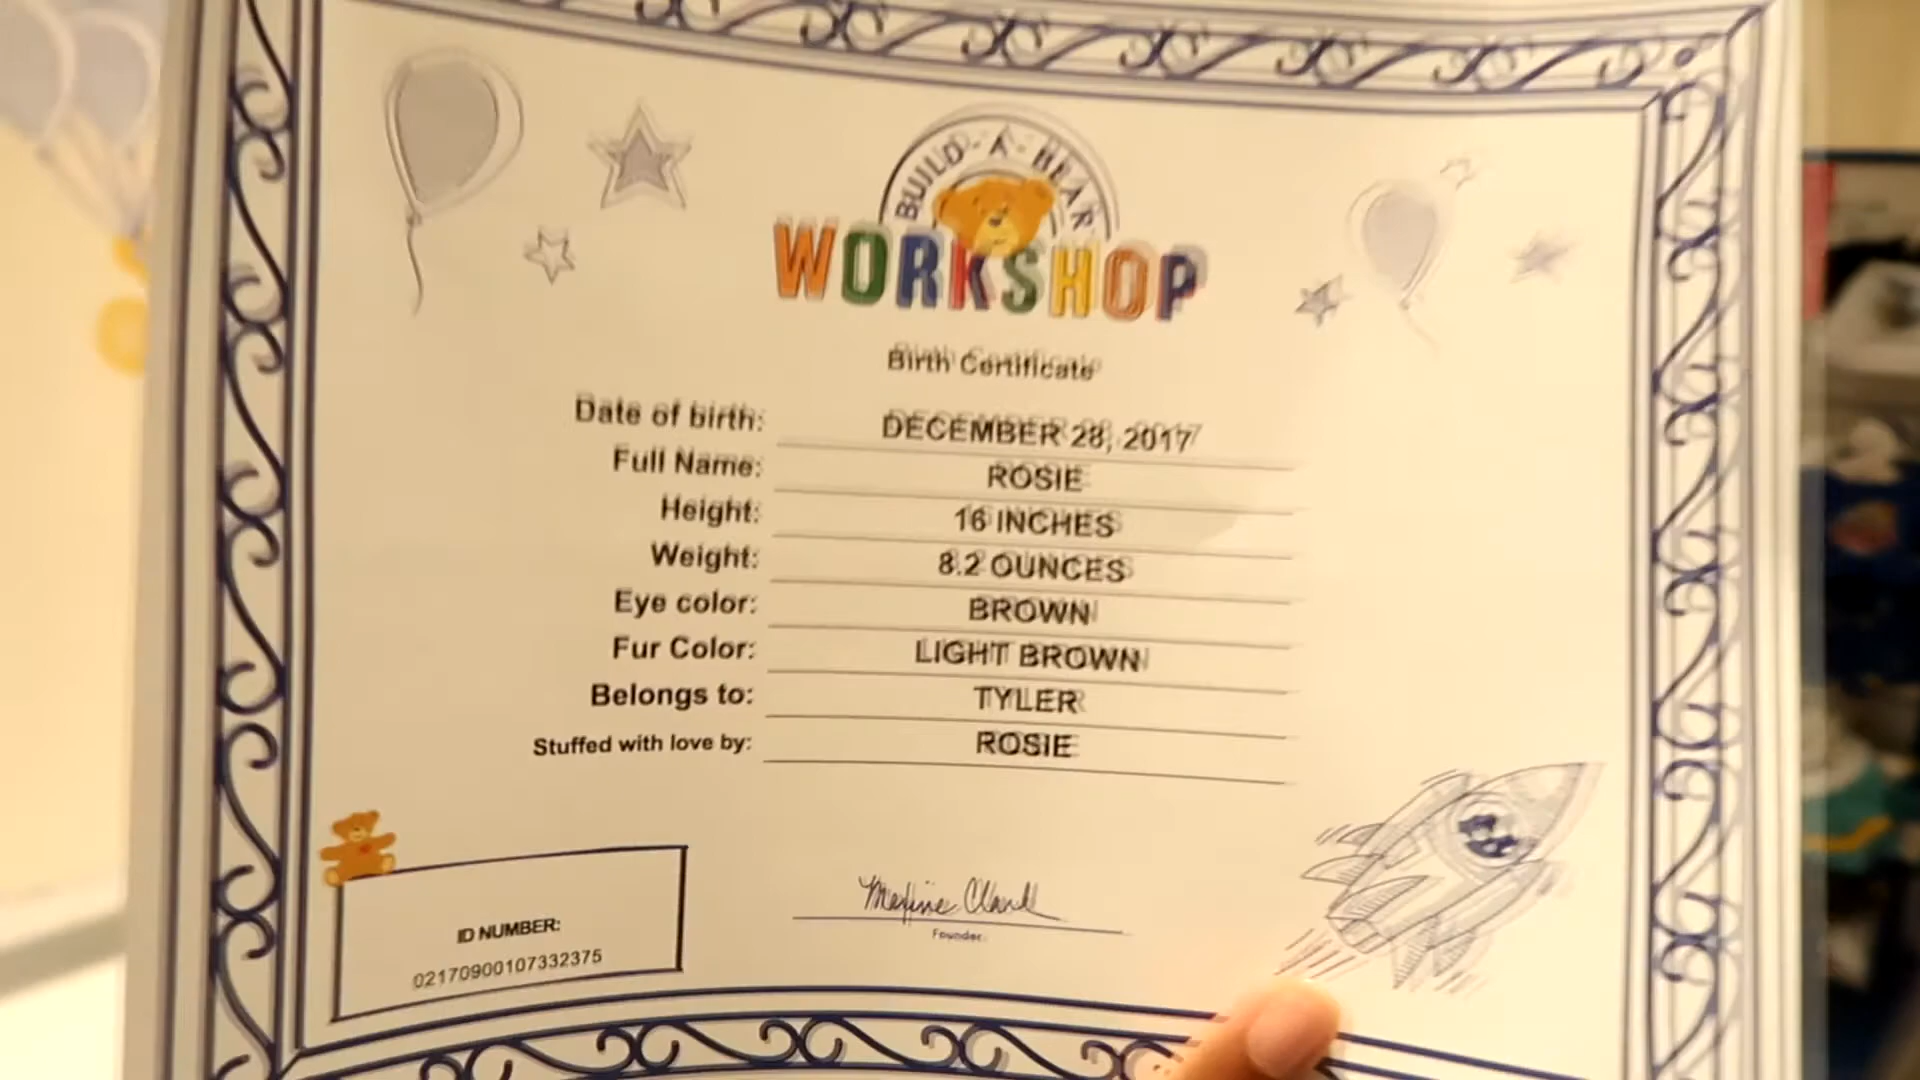 BUILD-A-BEAR
WORKSHOP
Birth Certificate
Date of birth: DECEMBER 28, 2017
Full Name: ROSIE
Height: 16 INCHES
Weight: 8.2 OUNCES
Eye color: BROWN
Fur Color: LIGHT BROWN
Belongs to: TYLER
Stuffed with love by: ROSIE
Maxine Clark
Founder
ID NUMBER:
02170900107332375